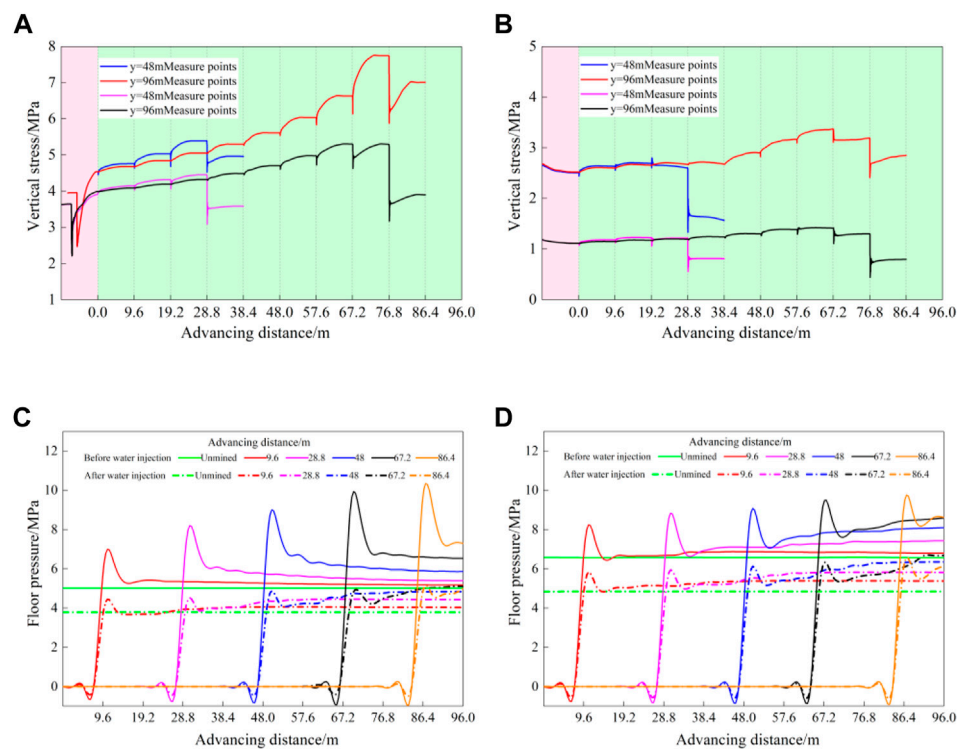 A
B
8
7
6
5
4
3
2
1
Vertical stress/MPa
y=48mMeasure points
y=96mMeasure points
y=48mMeasure points
y=96mMeasure points
0.0 9.6 19.2 28.8 38.4 48.0 57.6 67.2 76.8 86.4 96.0
Advancing distance/m
5
4
3
2
1
0
Vertical stress/MPa
y=48mMeasure points
y=96mMeasure points
y=48mMeasure points
y=96mMeasure points
0.0 9.6 19.2 28.8 38.4 48.0 57.6 67.2 76.8 86.4 96.0
Advancing distance/m
C
D
12
10
8
6
4
2
0
Floor pressure/MPa
Advancing distance/m
Before water injection Unmined 9.6 28.8 48 67.2 86.4
After water injection Unmined 9.6 28.8 48 67.2 86.4
9.6 19.2 28.8 38.4 48.0 57.6 67.2 76.8 86.4 96.0
Advancing distance/m
12
10
8
6
4
2
0
Floor pressure/MPa
Advancing distance/m
Before water injection Unmined 9.6 28.8 48 67.2 86.4
After water injection Unmined 9.6 28.8 48 67.2 86.4
9.6 19.2 28.8 38.4 48.0 57.6 67.2 76.8 86.4 96.0
Advancing distance/m